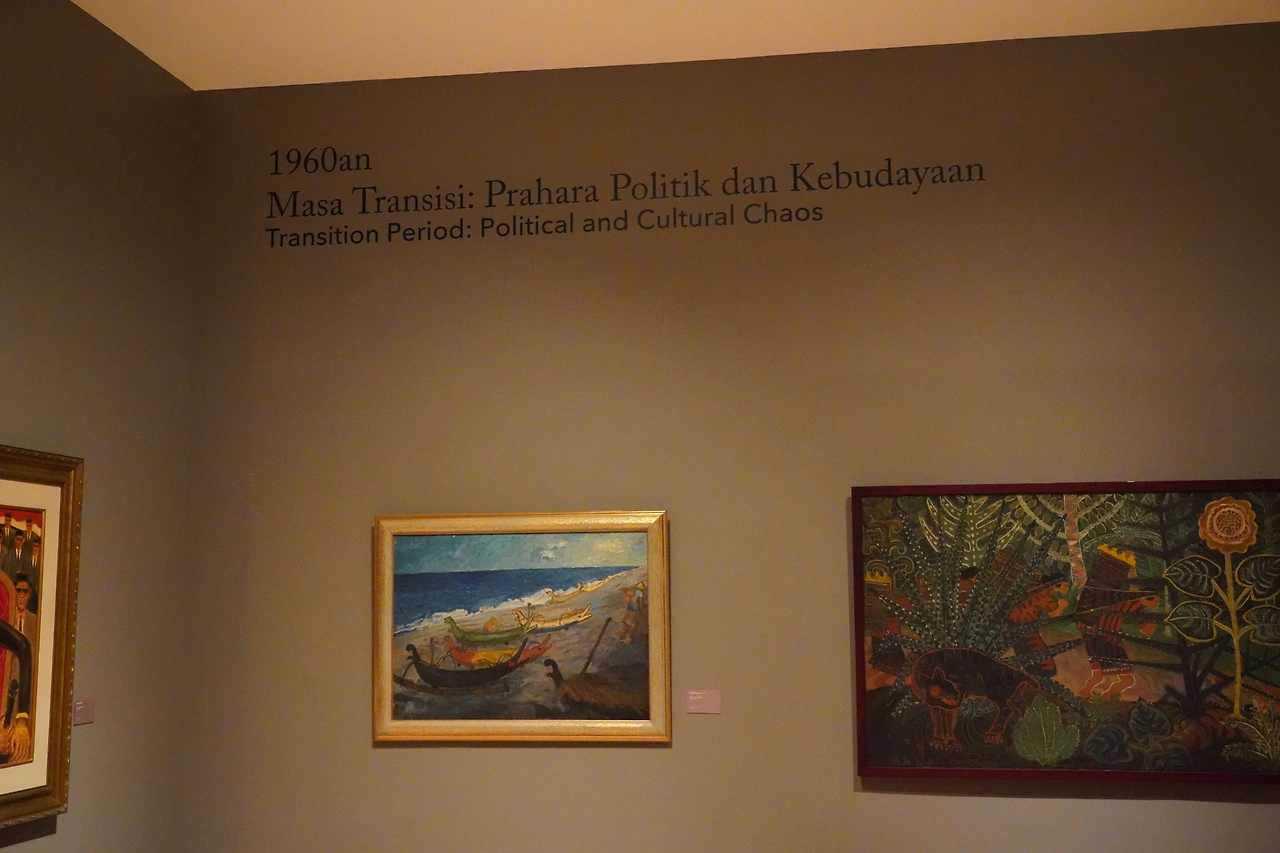 1960an
Masa Transisi: Prahara Politik dan Kebudayaan
Transition Period: Political and Cultural Chaos